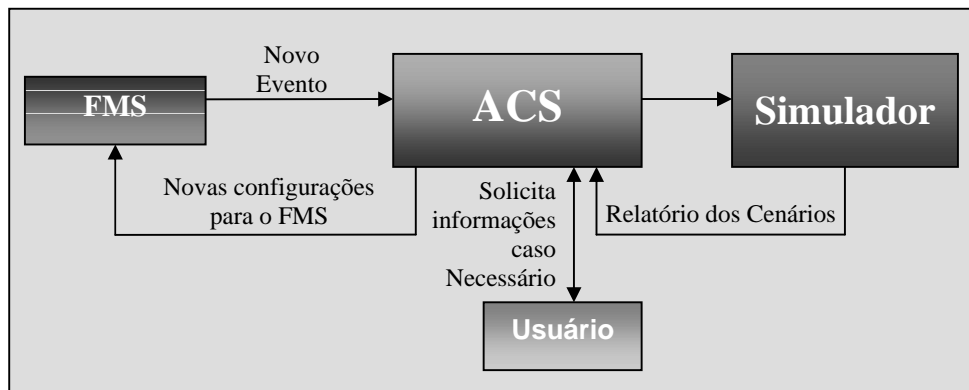 Novo
Evento
FMS
ACS
Simulador
Novas configurações
para o FMS
Solicita
informações
caso
Necessário
Relatório dos Cenários
Usuário